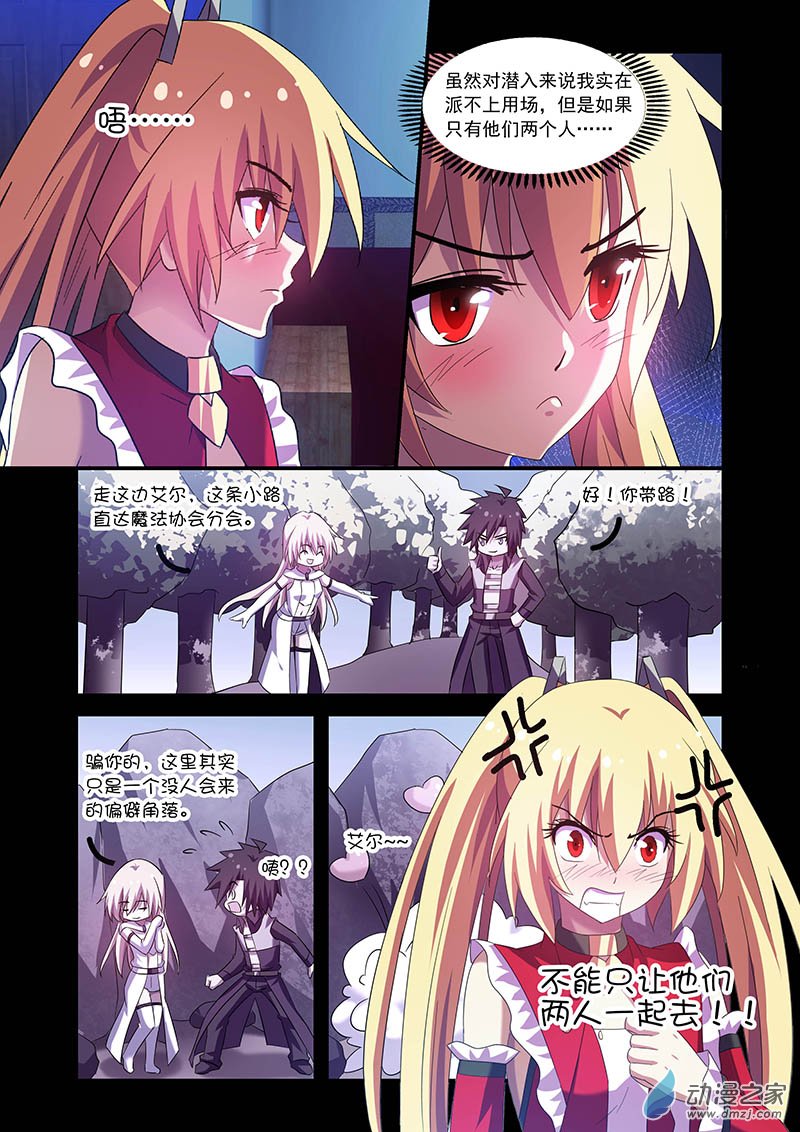 唔……
虽然对潜入来说我实在
派不上用场，但是如果
只有他们两个人……
走这边艾尔，这条小路
直达魔法协会分会。
好！你带路！
骗你的，这里其实
只是一个没人会来
的偏僻角落。
咦？？
艾尔~~
不能只让他们
两人一起去！！
动漫之家
www.dmzj.com